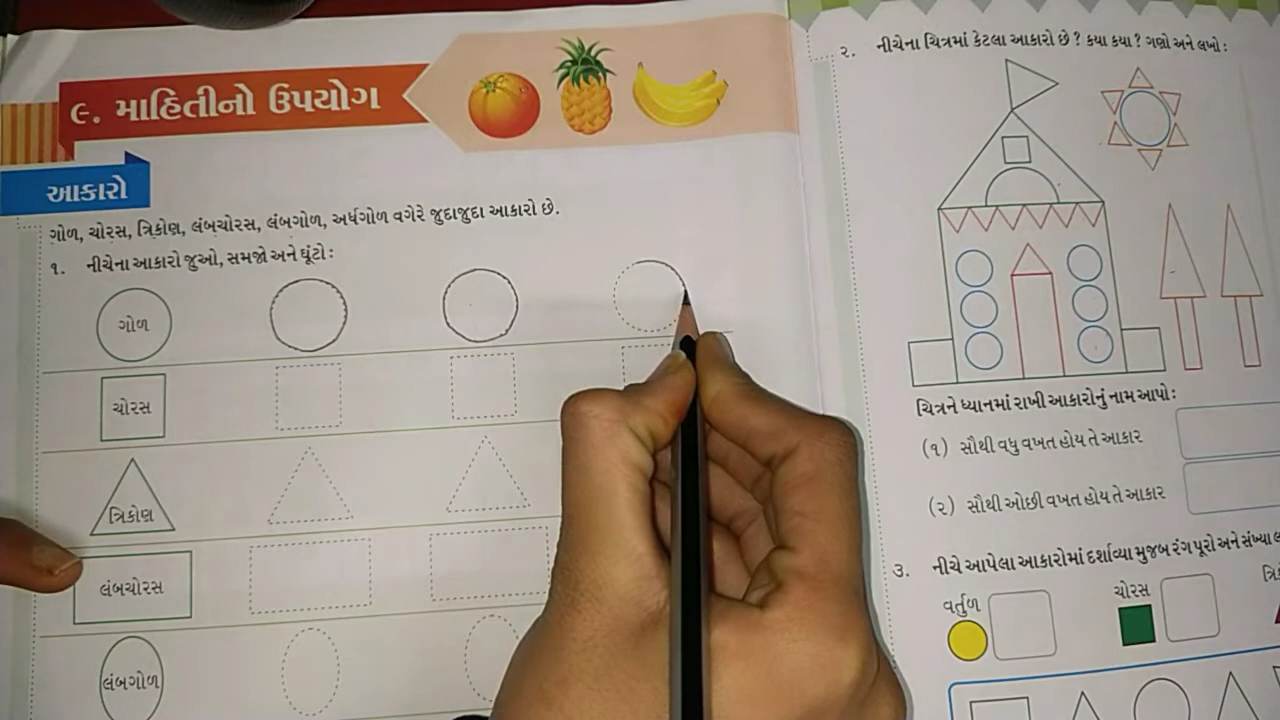 ૯. માહિતીનો ઉપયોગ
આકારો
ગોળ, ચોરસ, ત્રિકોણ, લંબચોરસ, લંબગોળ, અર્ધગોળ વગેરે જુદાજુદા આકારો છે.
૧. નીચેના આકારો જુઓ, સમજો અને ઘૂંટો :
ગોળ
ચોરસ
ત્રિકોણ
લંબચોરસ
લંબગોળ
૨. નીચેના ચિત્રમાં કેટલા આકારો છે ? કયા કયા ? ગણો અને લખો :
ચિત્રને ધ્યાનમાં રાખી આકારોનું નામ આપો :
(૧) સૌથી વધુ વખત હોય તે આકાર
(૨) સૌથી ઓછી વખત હોય તે આકાર
૩. નીચે આપેલા આકારોમાં દર્શાવ્યા મુજબ રંગ પૂરો અને સંખ્યા
વર્તુળ
ચોરસ